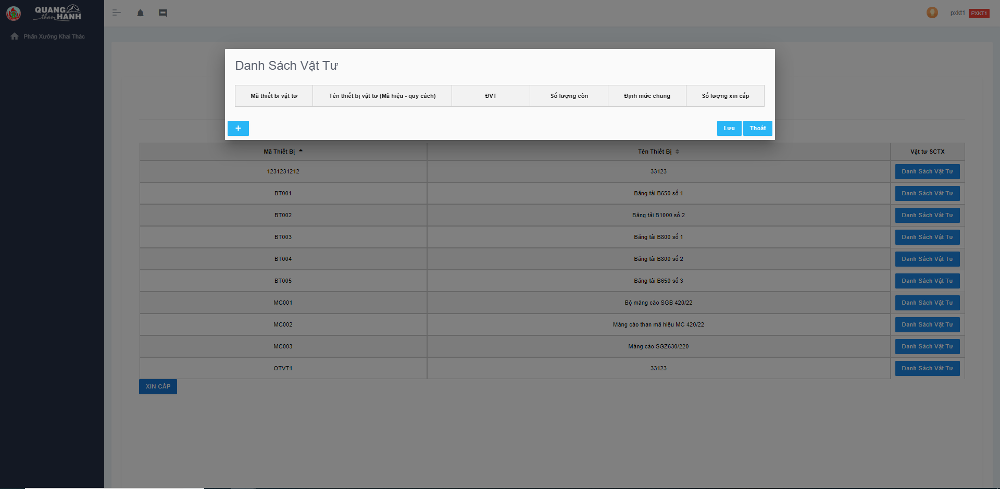 QUANG
than HANH
pxkt1 PXKT1
Phân Xưởng Khai Thác
Danh Sách Vật Tư
Mã thiết bi vật tư Tên thiết bị vật tư (Mã hiệu - quy cách) ĐVT Số lượng còn Định mức chung Số lượng xin cấp
+ Lưu Thoát
Mã Thiết Bị Tên Thiết Bị Vật tư SCTX
1231231212 33123 Danh Sách Vật Tư
BT001 Băng tải B650 số 1 Danh Sách Vật Tư
BT002 Băng tải B1000 số 2 Danh Sách Vật Tư
BT003 Băng tải B800 số 1 Danh Sách Vật Tư
BT004 Băng tải B800 số 2 Danh Sách Vật Tư
BT005 Băng tải B650 số 3 Danh Sách Vật Tư
MC001 Bộ máng cào SGB 420/22 Danh Sách Vật Tư
MC002 Máng cào than mã hiệu MC 420/22 Danh Sách Vật Tư
MC003 Máng cào SGZ630/220 Danh Sách Vật Tư
OTVT1 33123 Danh Sách Vật Tư
XIN CẤP